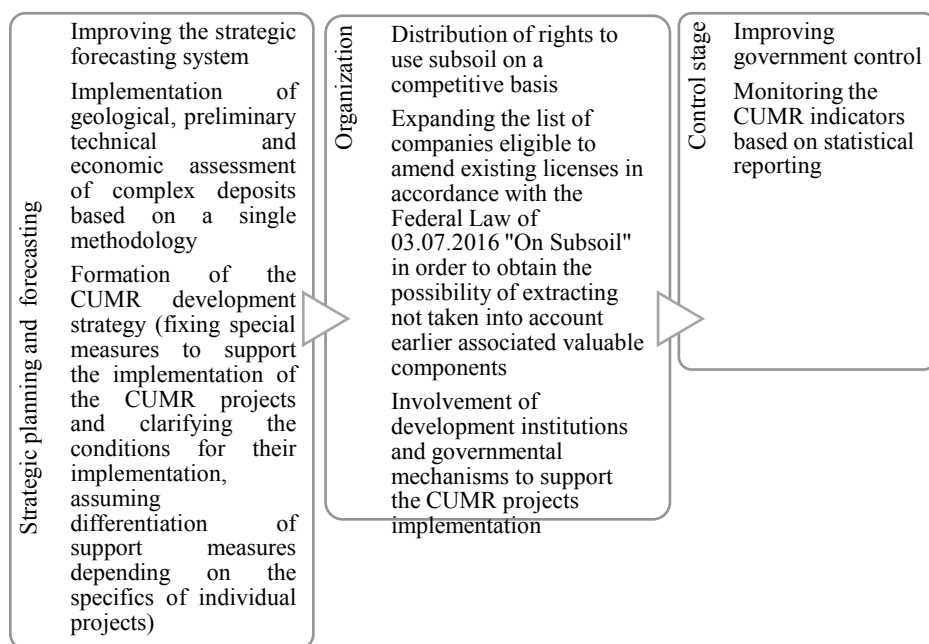 Strategic planning and forecasting
Improving the strategic
forecasting system
Implementation of
geological, preliminary
technical and
economic assessment
of complex deposits
based on a single
methodology
Formation of the
CUMR development
strategy (fixing special
measures to support
the implementation of
the CUMR projects
and clarifying the
conditions for their
implementation,
assuming
differentiation of
support measures
depending on the
specifics of individual
projects)
Organization
Distribution of rights to
use subsoil on a
competitive basis
Expanding the list of
companies eligible to
amend existing licenses in
accordance with the
Federal Law of
03.07.2016 "On Subsoil"
in order to obtain the
possibility of extracting
not taken into account
earlier associated valuable
components
Involvement of
development institutions
and governmental
mechanisms to support
the CUMR projects
implementation
Control stage
Improving
government control
Monitoring the
CUMR indicators
based on statistical
reporting